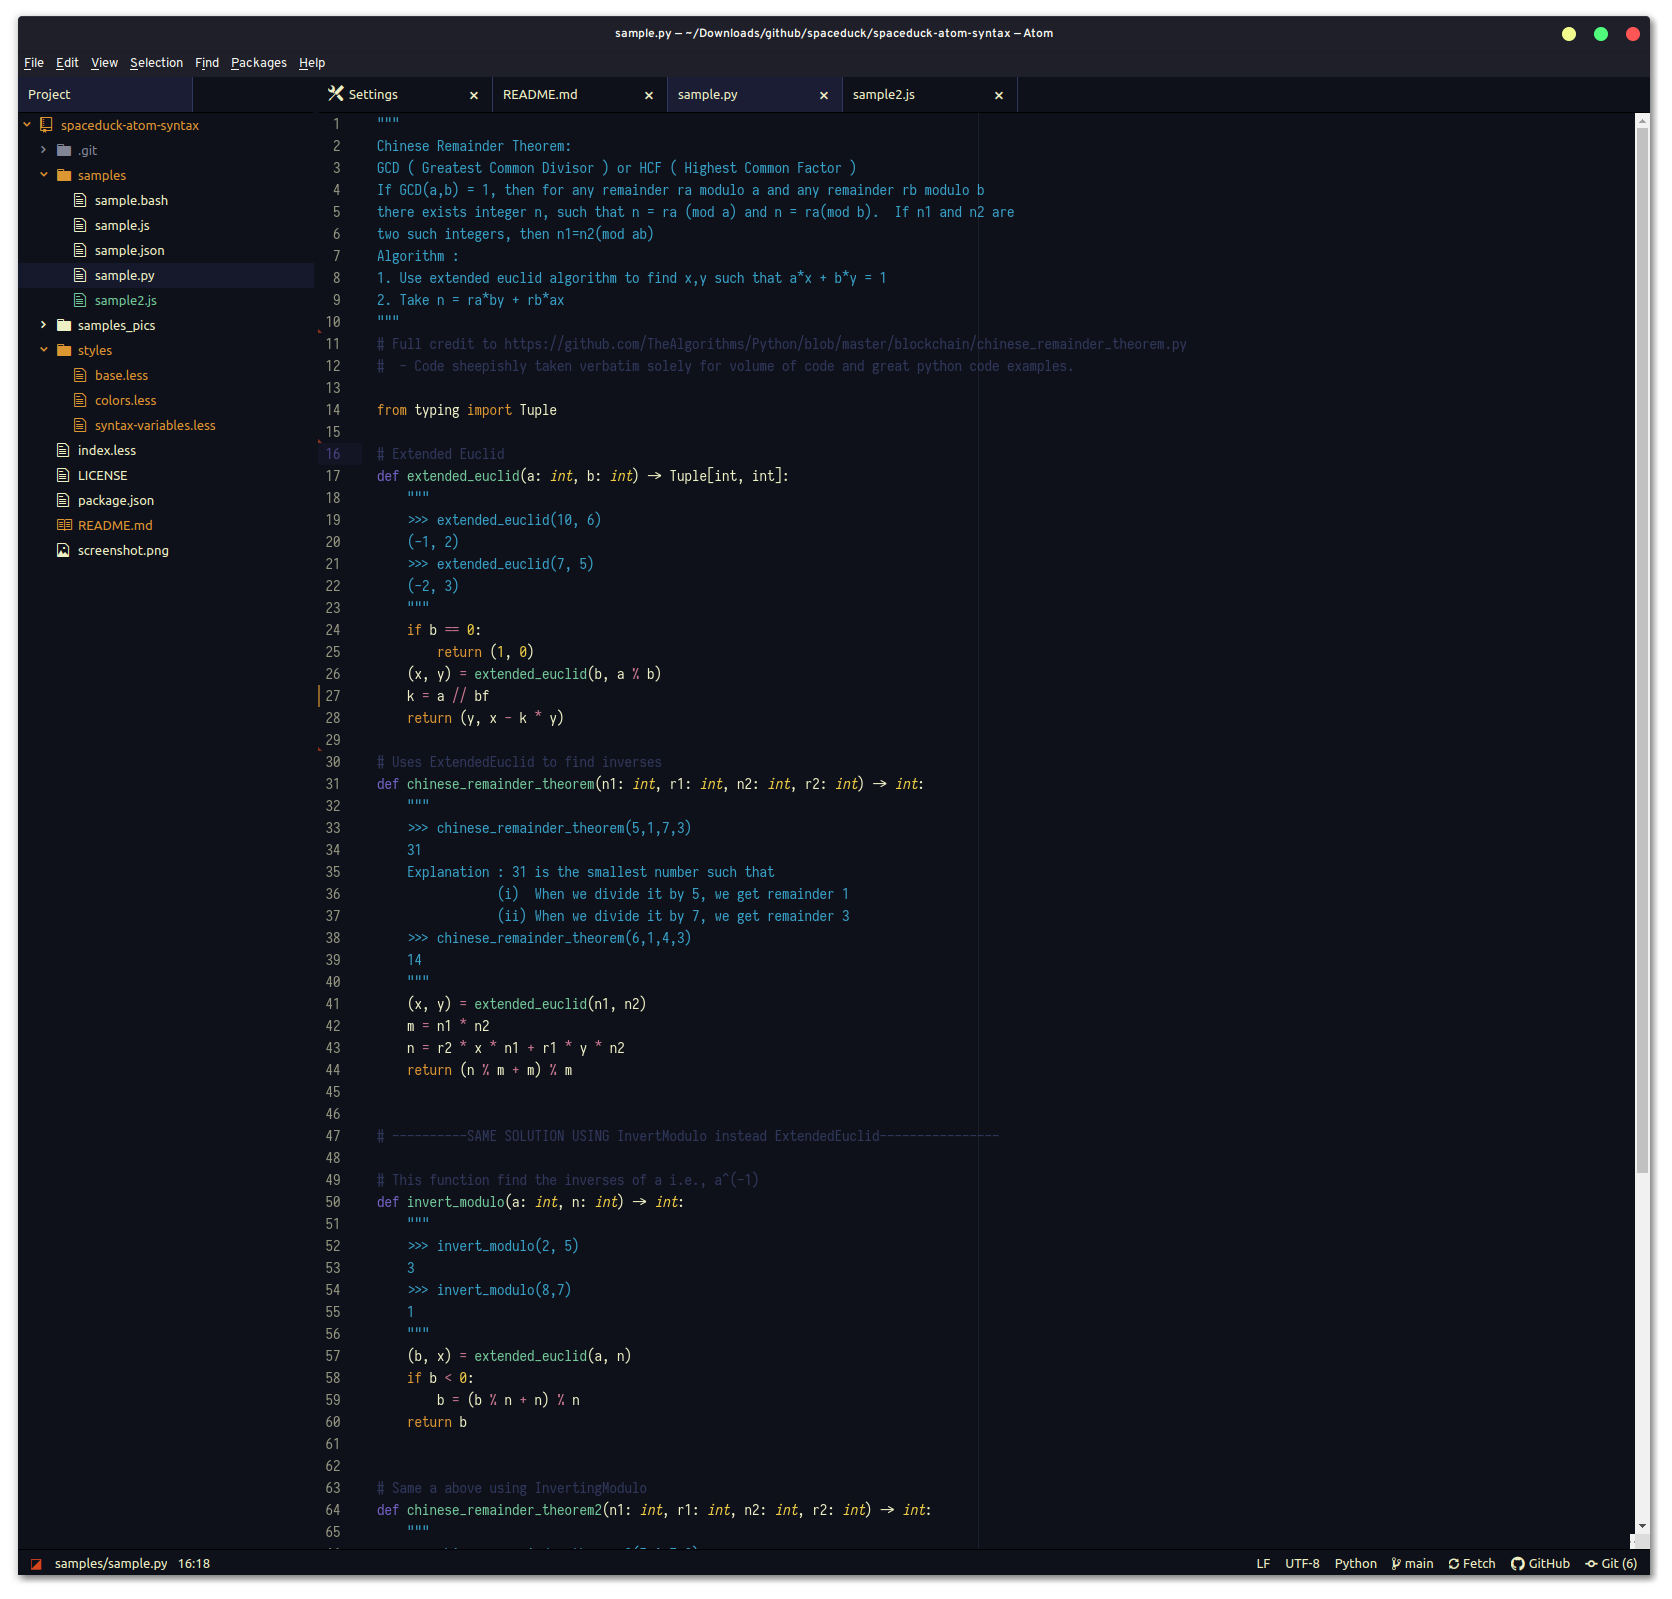 sample.py — ~/Downloads/github/spaceduck/spaceduck-atom-syntax — Atom
File Edit View Selection Find Packages Help
Project
Settings × README.md × sample.py × sample2.js ×
spaceduck-atom-syntax
.git
samples
sample.bash
sample.js
sample.json
sample.py
sample2.js
samples_pics
styles
base.less
colors.less
syntax-variables.less
index.less
LICENSE
package.json
README.md
screenshot.png
1 """
2 Chinese Remainder Theorem:
3 GCD ( Greatest Common Divisor ) or HCF ( Highest Common Factor )
4 If GCD(a,b) = 1, then for any remainder ra modulo a and any remainder rb modulo b
5 there exists integer n, such that n = ra (mod a) and n = ra(mod b).  If n1 and n2 are
6 two such integers, then n1=n2(mod ab)
7 Algorithm :
8 1. Use extended euclid algorithm to find x,y such that a*x + b*y = 1
9 2. Take n = ra*by + rb*ax
10 """
11 # Full credit to https://github.com/TheAlgorithms/Python/blob/master/blockchain/chinese_remainder_theorem.py
12 #  - Code sheepishly taken verbatim solely for volume of code and great python code examples.
13
14 from typing import Tuple
15
16 # Extended Euclid
17 def extended_euclid(a: int, b: int) -> Tuple[int, int]:
18     """
19     >>> extended_euclid(10, 6)
20     (-1, 2)
21     >>> extended_euclid(7, 5)
22     (-2, 3)
23     """
24     if b == 0:
25         return (1, 0)
26     (x, y) = extended_euclid(b, a % b)
27     k = a // bf
28     return (y, x - k * y)
29
30 # Uses ExtendedEuclid to find inverses
31 def chinese_remainder_theorem(n1: int, r1: int, n2: int, r2: int) -> int:
32     """
33     >>> chinese_remainder_theorem(5,1,7,3)
34     31
35     Explanation : 31 is the smallest number such that
36                 (i)  When we divide it by 5, we get remainder 1
37                 (ii) When we divide it by 7, we get remainder 3
38     >>> chinese_remainder_theorem(6,1,4,3)
39     14
40     """
41     (x, y) = extended_euclid(n1, n2)
42     m = n1 * n2
43     n = r2 * x * n1 + r1 * y * n2
44     return (n % m + m) % m
45
46
47 # ----------SAME SOLUTION USING InvertModulo instead ExtendedEuclid----------------
48
49 # This function find the inverses of a i.e., a^(-1)
50 def invert_modulo(a: int, n: int) -> int:
51     """
52     >>> invert_modulo(2, 5)
53     3
54     >>> invert_modulo(8,7)
55     1
56     """
57     (b, x) = extended_euclid(a, n)
58     if b < 0:
59         b = (b % n + n) % n
60     return b
61
62
63 # Same a above using InvertingModulo
64 def chinese_remainder_theorem2(n1: int, r1: int, n2: int, r2: int) -> int:
65     """
samples/sample.py 16:18 LF UTF-8 Python main Fetch GitHub Git (6)